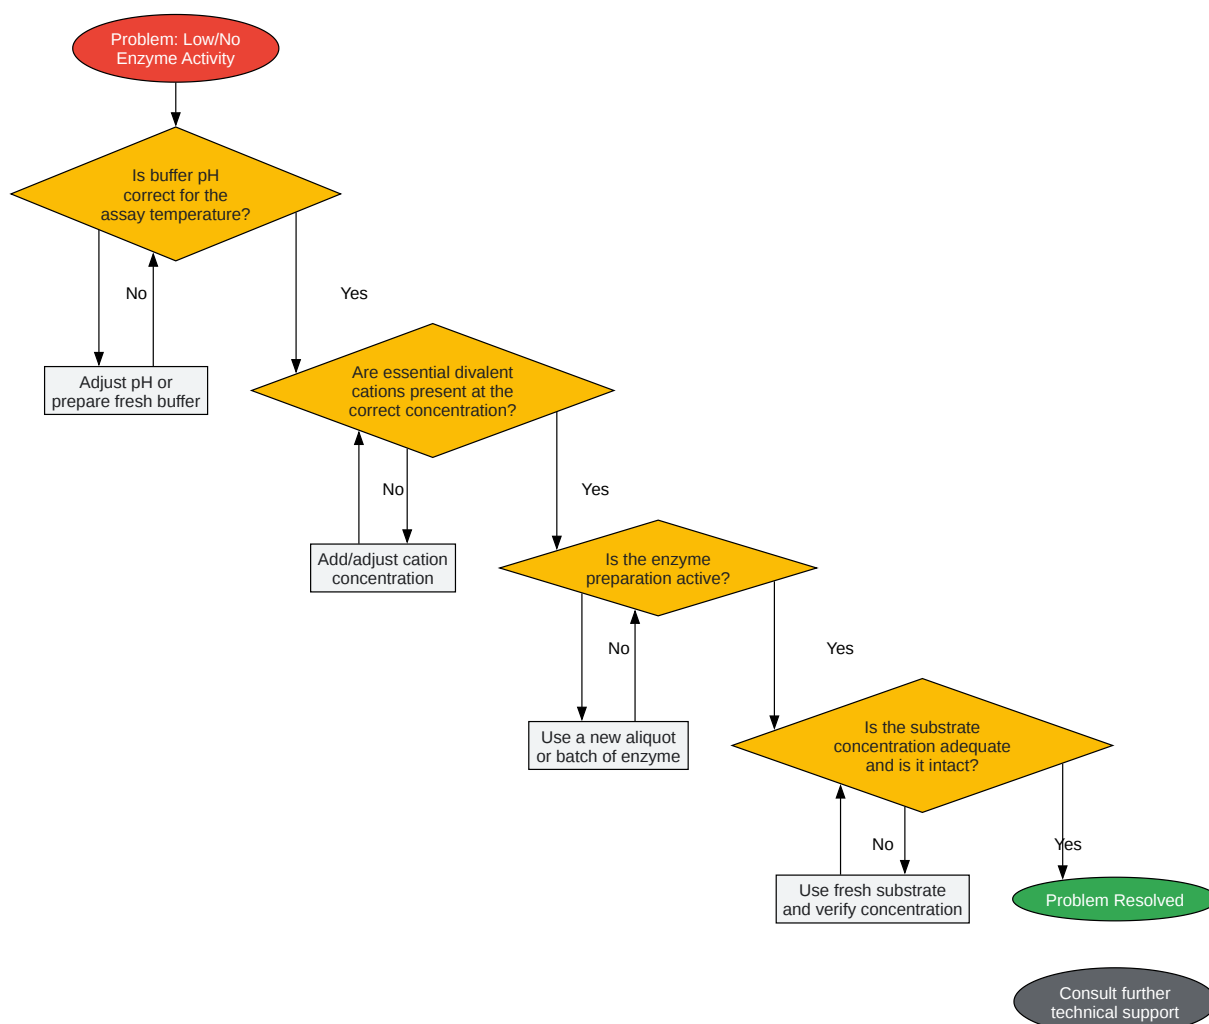 Problem: Low/No
Enzyme Activity
Is buffer pH
correct for the
assay temperature?
No
Yes
Adjust pH or
prepare fresh buffer
Are essential divalent
cations present at the
correct concentration?
No
Yes
Add/adjust cation
concentration
Is the enzyme
preparation active?
No
Yes
Use a new aliquot
or batch of enzyme
Is the substrate
concentration adequate
and is it intact?
No
Yes
Use fresh substrate
and verify concentration
Problem Resolved
Consult further
technical support